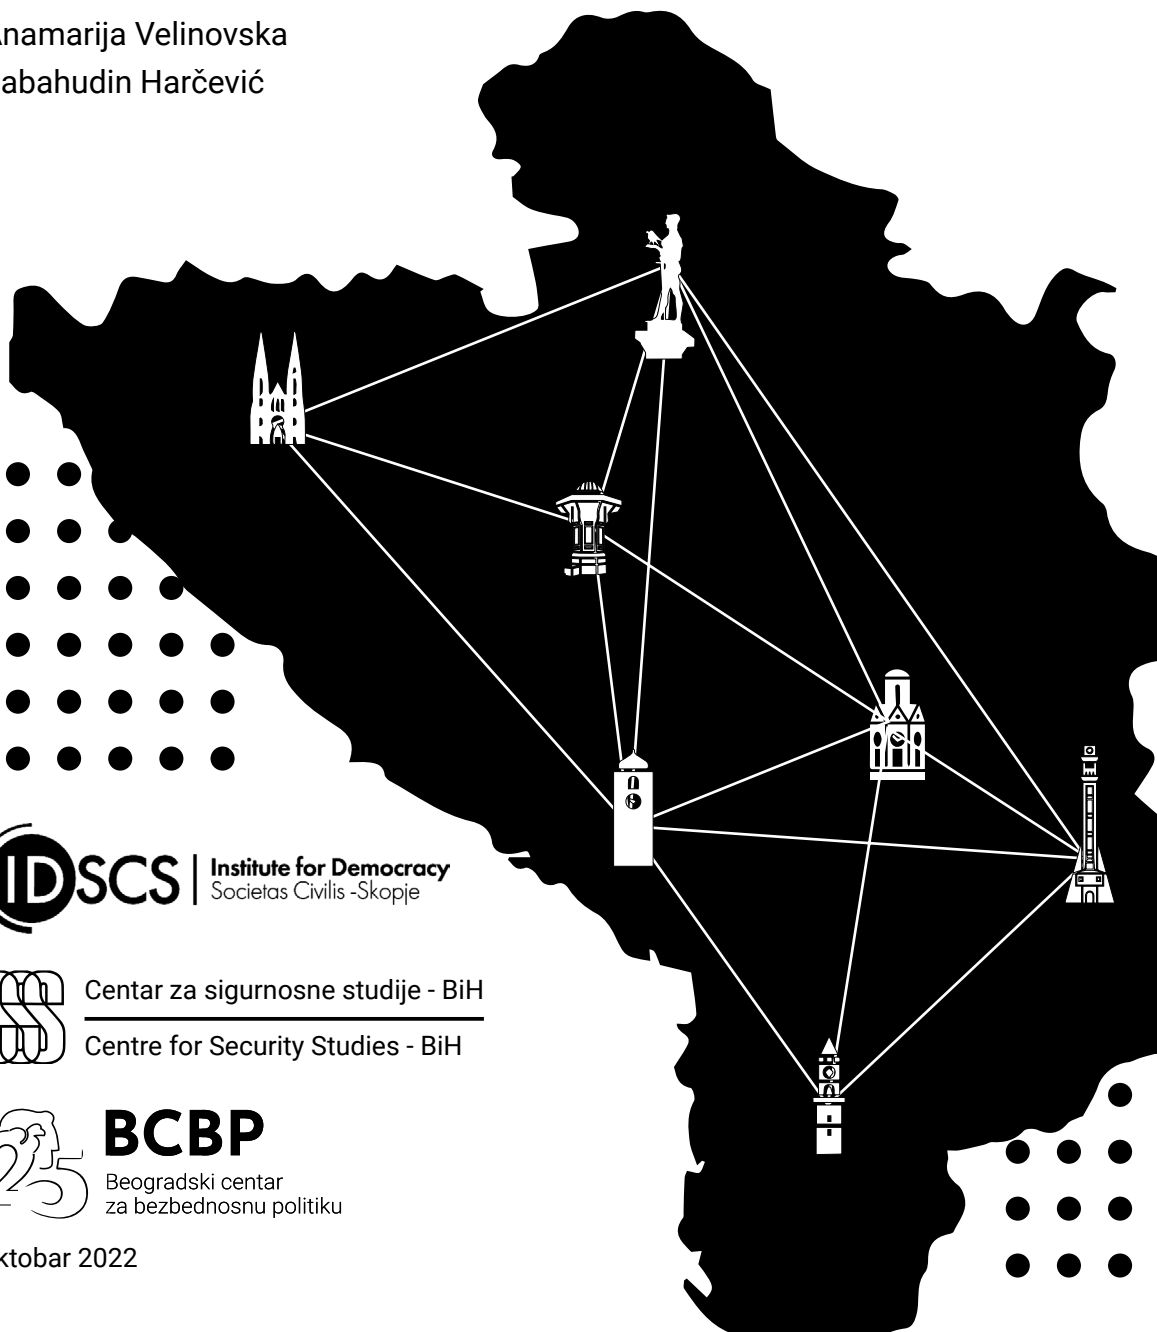 Anamarija Velinovska
abahudin Harčević
IDSCS
Institute for Democracy
Societas Civilis -Skopje
Centar za sigurnosne studije - BiH
Centre for Security Studies - BiH
25
BCBP
Beogradski centar
za bezbednosnu politiku
ktobar 2022